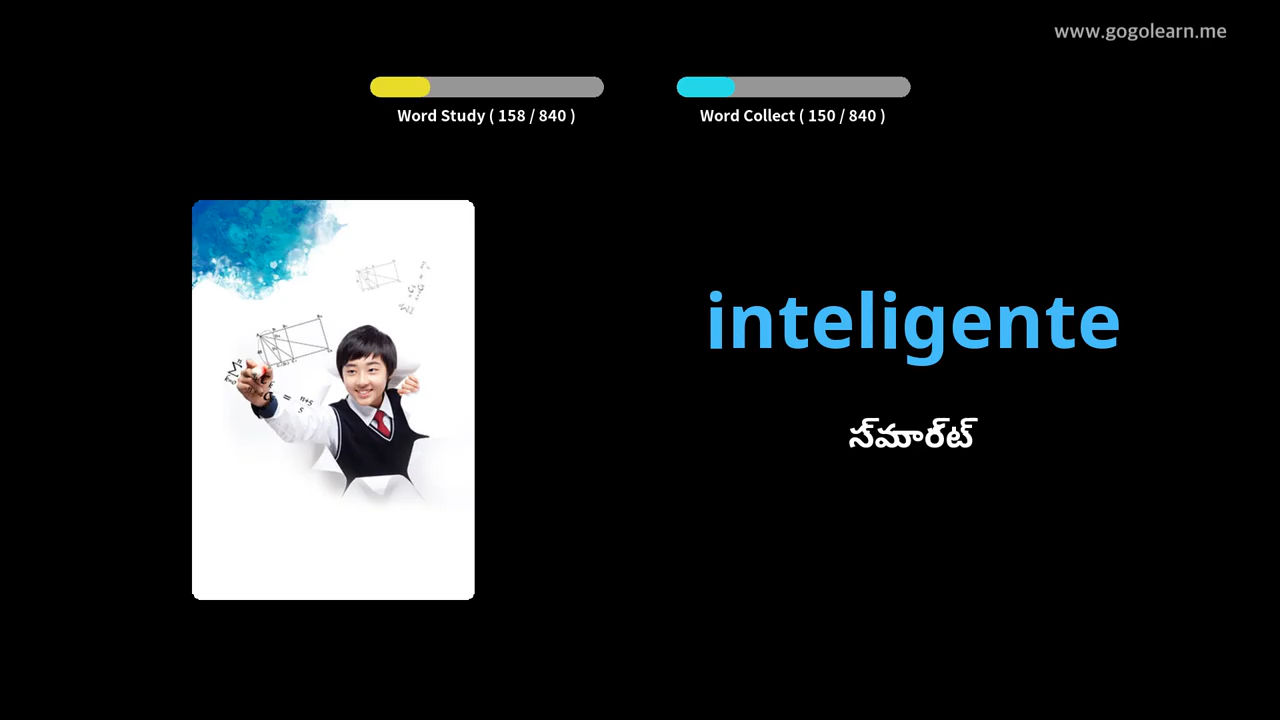 www.gogolearn.me
Word Study ( 158 / 840 )
Word Collect ( 150 / 840 )
inteligente
స్మార్ట్